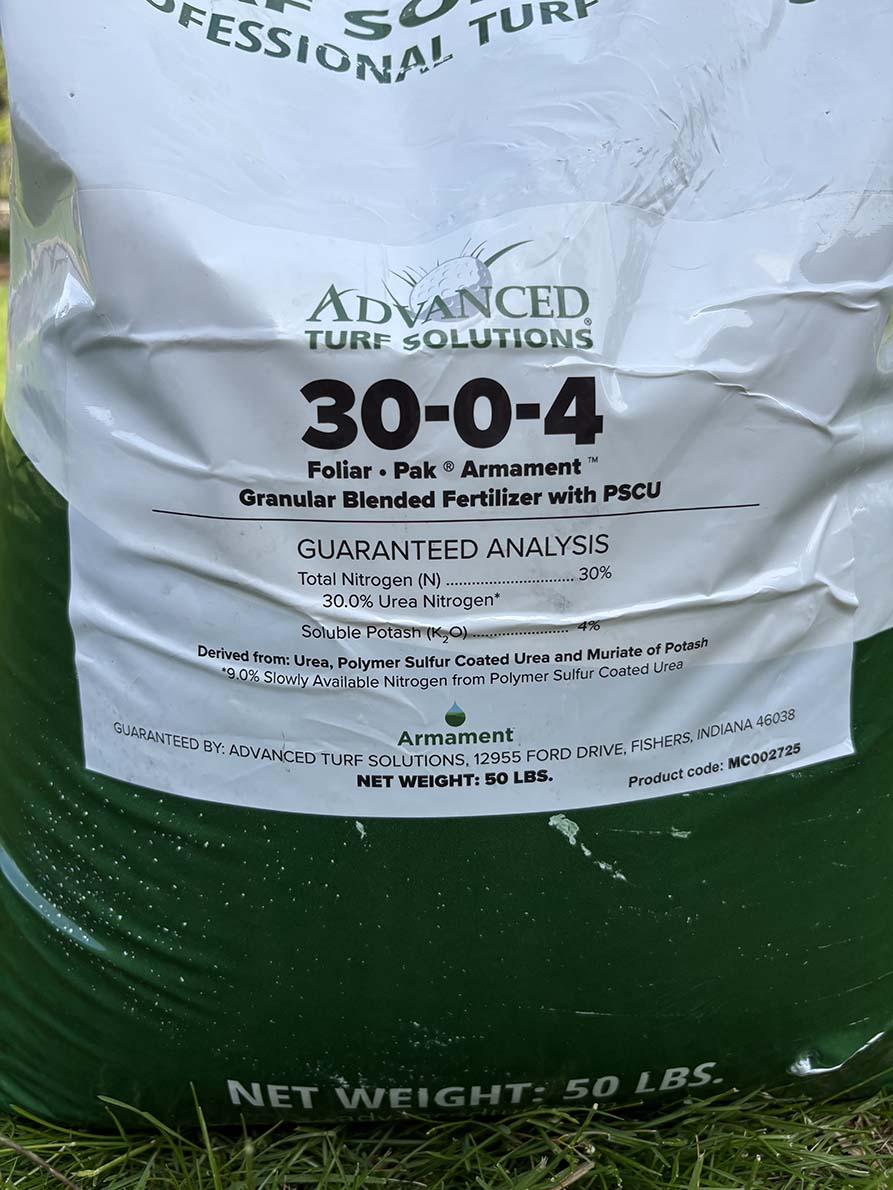 PROFESSIONAL TURF
ADVANCED
TURF SOLUTIONS®
30-0-4
Foliar • Pak ® Armament ™
Granular Blended Fertilizer with PSCU
GUARANTEED ANALYSIS
Total Nitrogen (N) ............................. 30%
30.0% Urea Nitrogen*
Soluble Potash (K₂O) ...................... 4%
Derived from: Urea, Polymer Sulfur Coated Urea and Muriate of Potash
*9.0% Slowly Available Nitrogen from Polymer Sulfur Coated Urea
Armament
GUARANTEED BY: ADVANCED TURF SOLUTIONS, 12955 FORD DRIVE, FISHERS, INDIANA 46038
NET WEIGHT: 50 LBS.
Product code: MC002725
NET WEIGHT: 50 LBS.